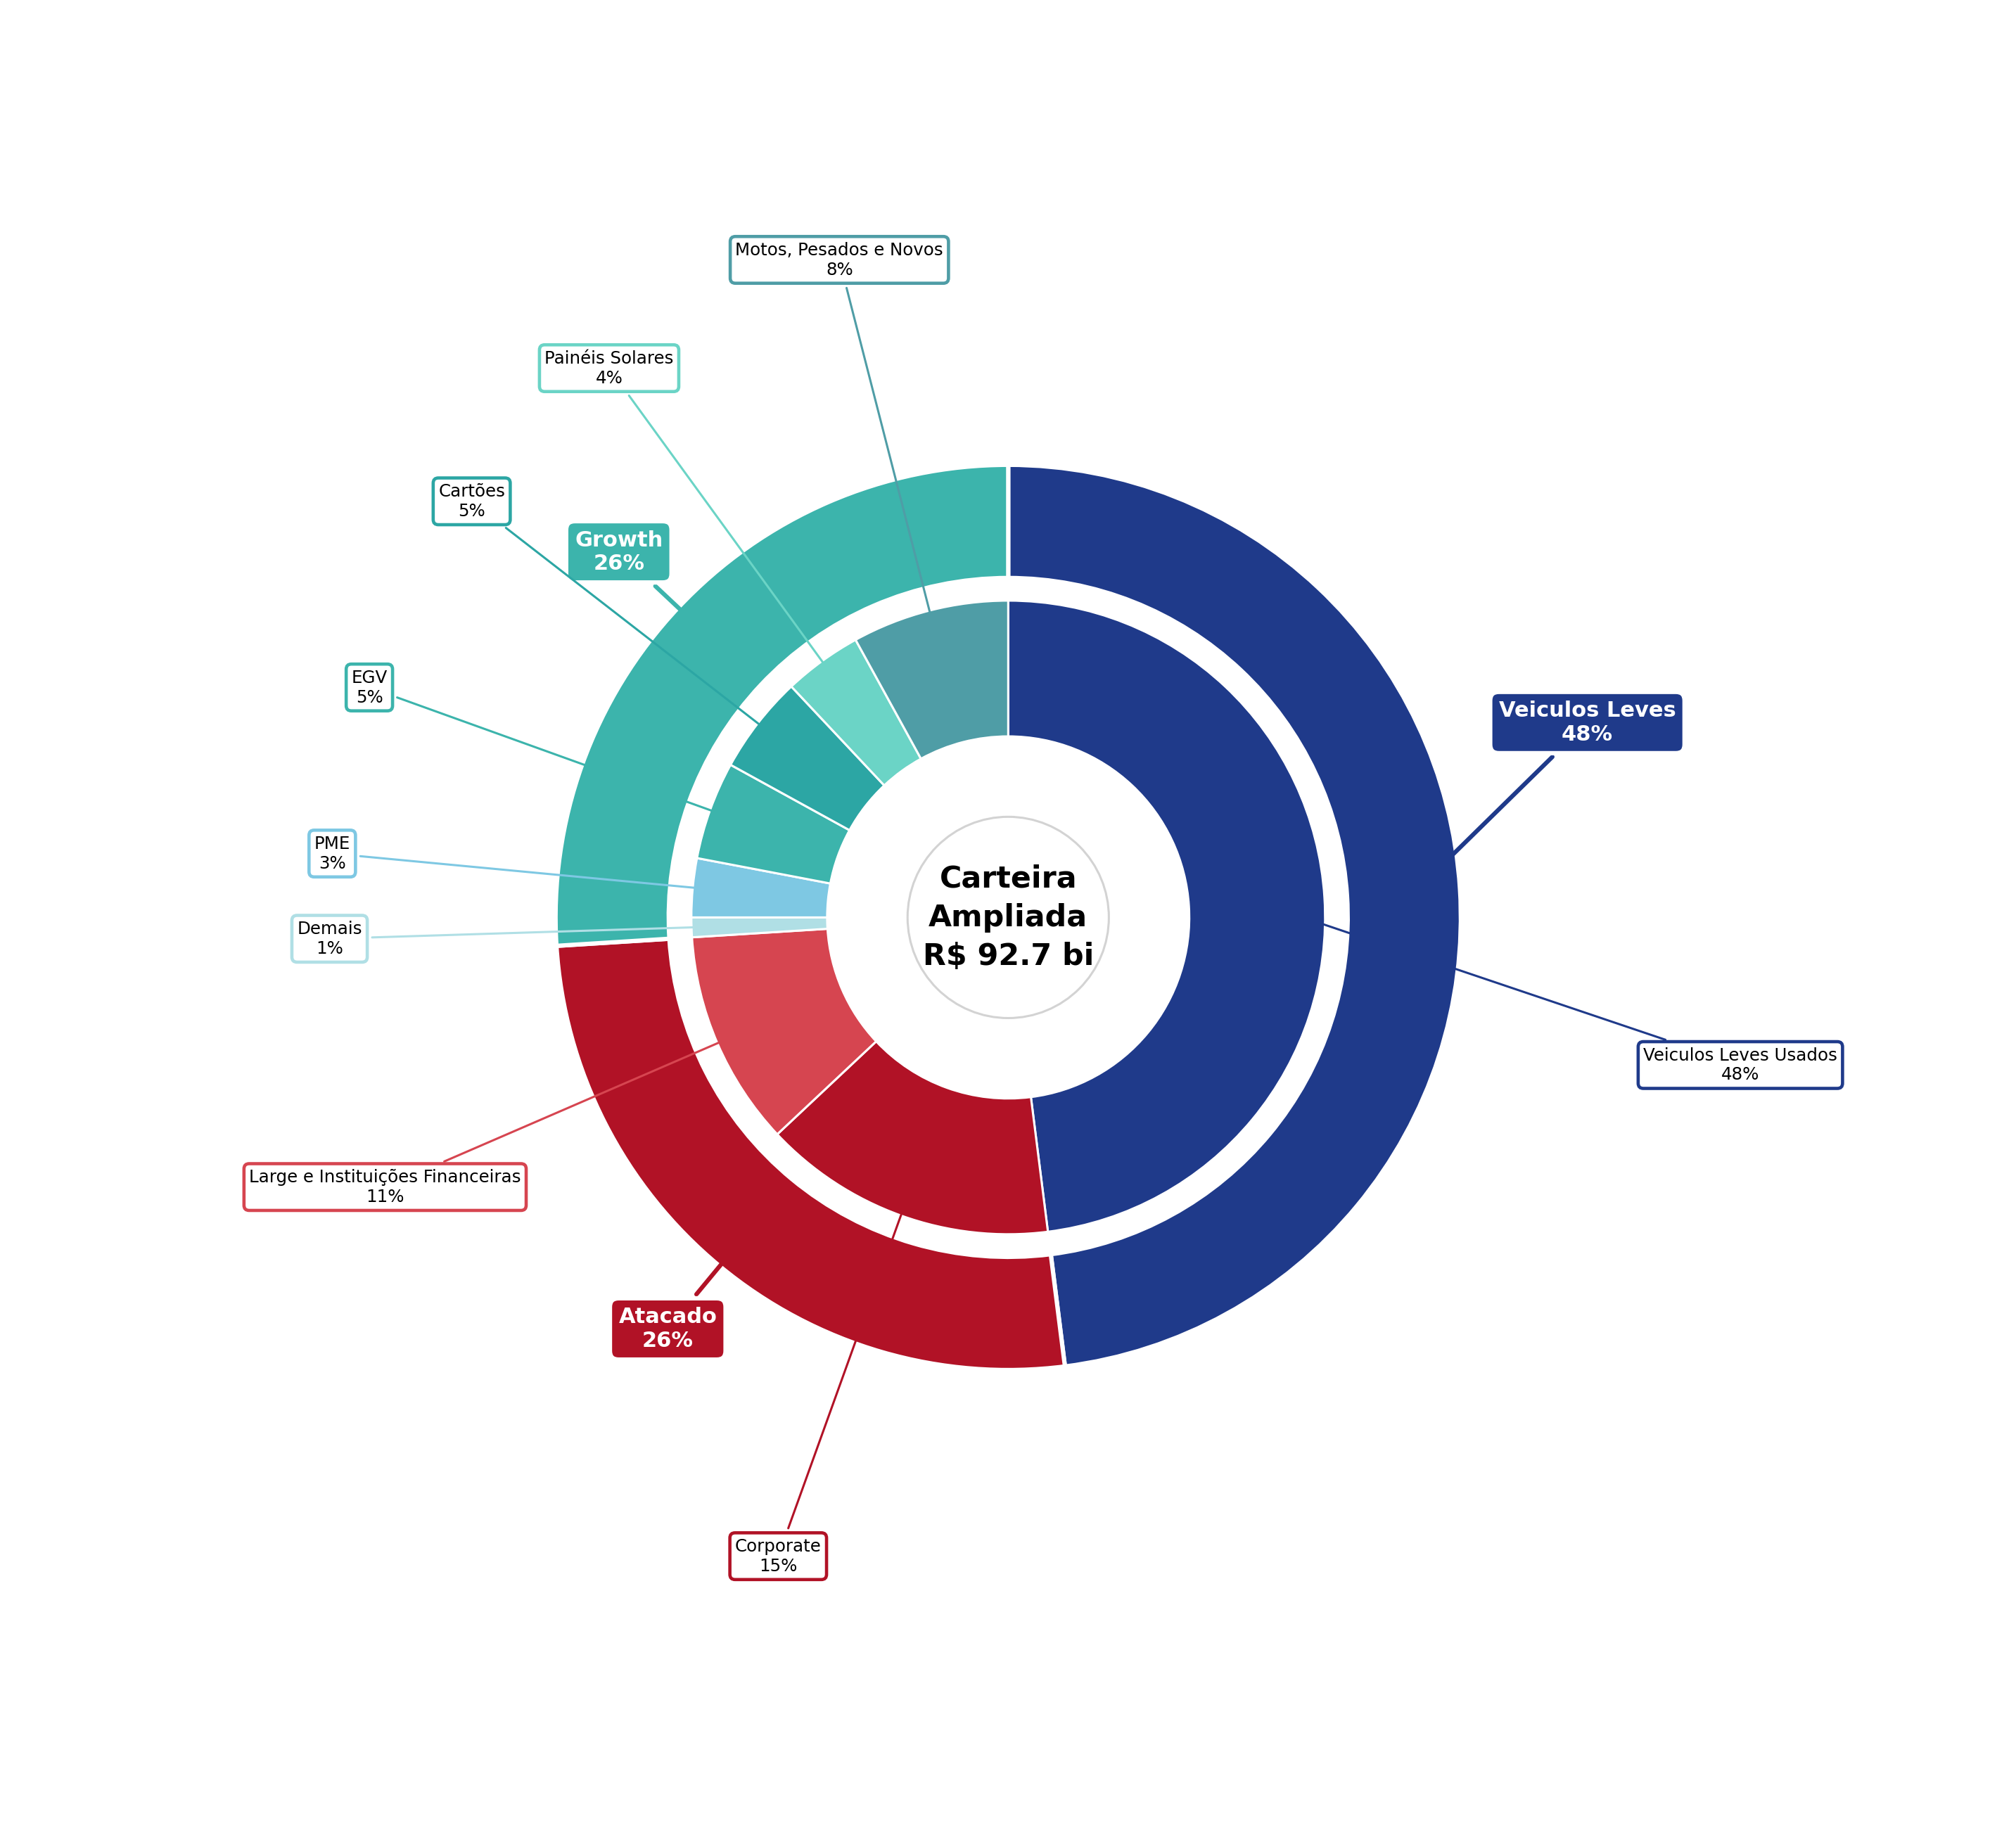 Motos, Pesados e Novos
8%
Painéis Solares
4%
Cartões
5%
Growth
26%
EGV
5%
Veiculos Leves
48%
PME
3%
Demais
1%
Carteira
Ampliada
R$ 92.7 bi
Veiculos Leves Usados
48%
Large e Instituições Financeiras
11%
Atacado
26%
Corporate
15%